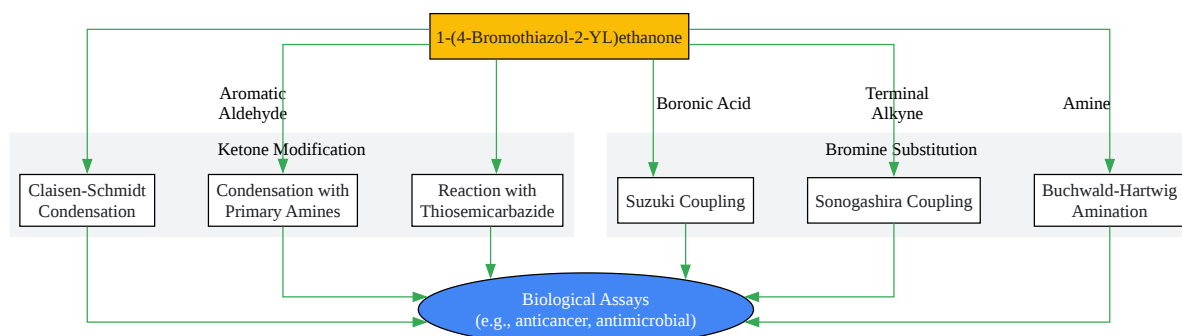 1-(4-Bromothiazol-2-YL)ethanone
Aromatic
Aldehyde
Boronic Acid
Terminal
Alkyne
Amine
Ketone Modification
Bromine Substitution
Claisen-Schmidt
Condensation
Condensation with
Primary Amines
Reaction with
Thiosemicarbazide
Suzuki Coupling
Sonogashira Coupling
Buchwald-Hartwig
Amination
Biological Assays
(e.g., anticancer, antimicrobial)